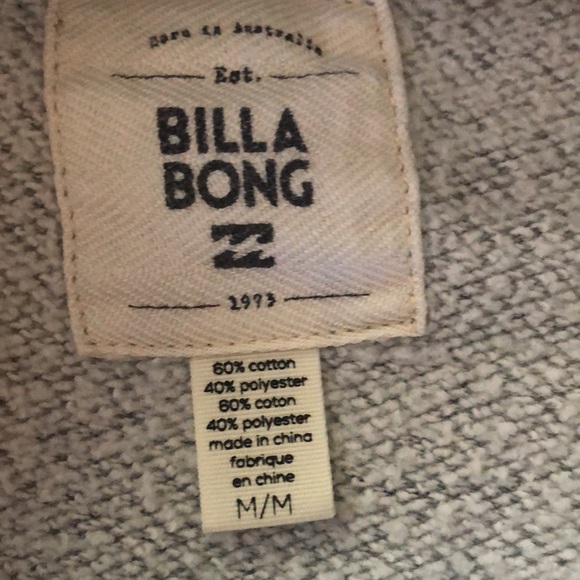 Born in Australia
Est.
BILLA
BONG
1973
60% cotton
40% polyester
60% coton
40% polyester
made in china
fabrique
en chine
M/M